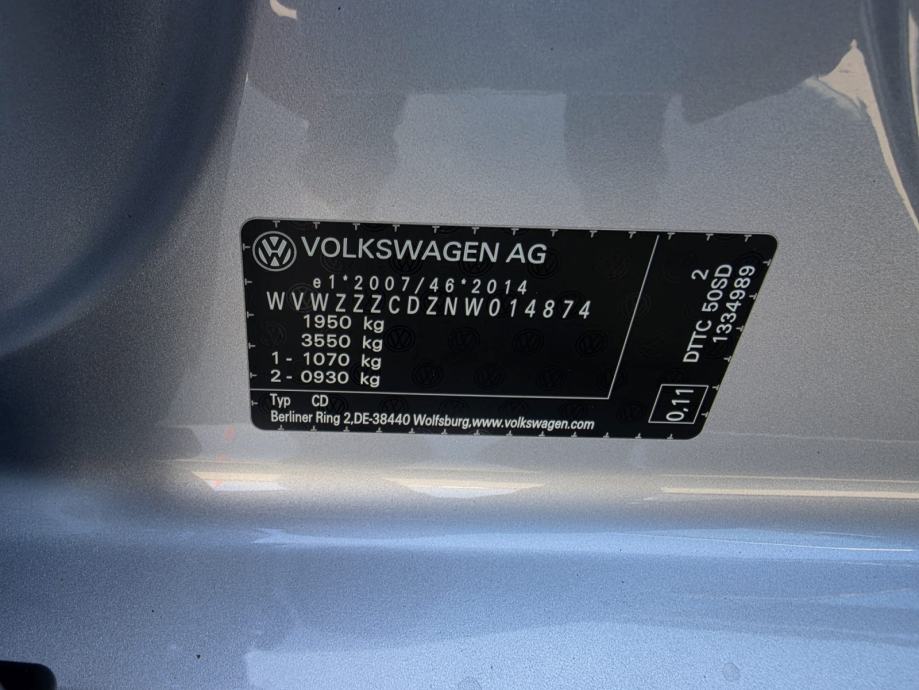 VOLKSWAGEN AG
e1*2007/46*2014
WVWZZZCDZNW014874
1950 kg
3550 kg
1 - 1070 kg
2 - 0930 kg
Typ CD
Berliner Ring 2,DE-38440 Wolfsburg,www.volkswagen.com
2
DTTC 50SD
1334989
0,11